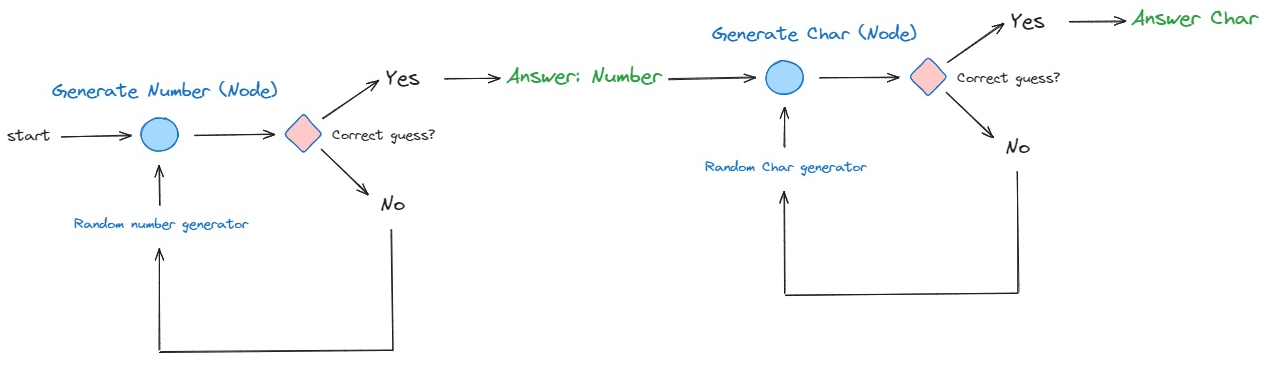 Generate Number (Node)
start
Correct guess?
Yes
No
Random number generator
Answer: Number
Generate Char (Node)
Correct guess?
Yes
No
Random Char generator
Answer Char